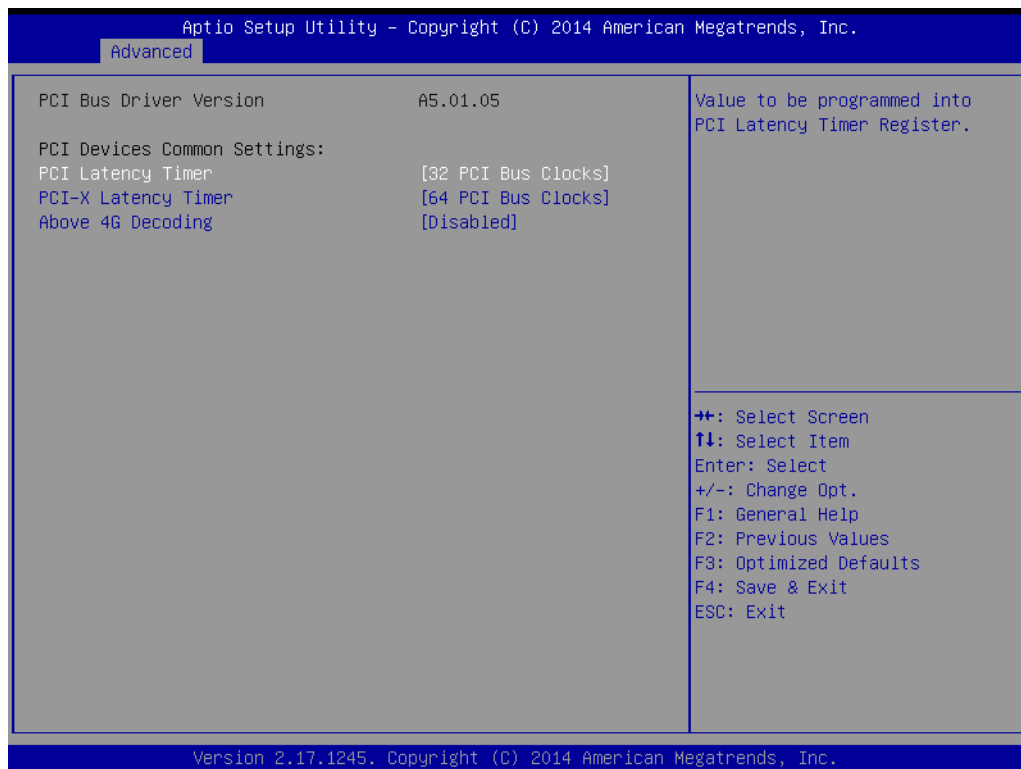 Aptio Setup Utility – Copyright (C) 2014 American Megatrends, Inc.
Advanced
PCI Bus Driver Version A5.01.05
PCI Devices Common Settings:
PCI Latency Timer [32 PCI Bus Clocks]
PCI-X Latency Timer [64 PCI Bus Clocks]
Above 4G Decoding [Disabled]
Value to be programmed into
PCI Latency Timer Register.
→←: Select Screen
↑↓: Select Item
Enter: Select
+/-: Change Opt.
F1: General Help
F2: Previous Values
F3: Optimized Defaults
F4: Save & Exit
ESC: Exit
Version 2.17.1245. Copyright (C) 2014 American Megatrends, Inc.